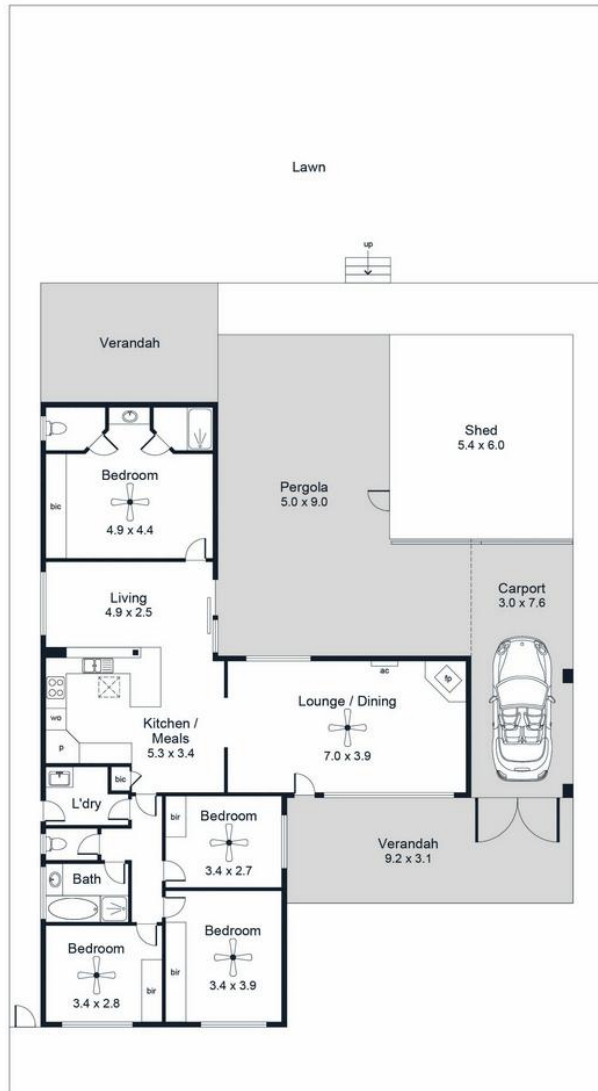 Lawn
up
Verandah
Shed
5.4 x 6.0
Bedroom
bic
4.9 x 4.4
Pergola
5.0 x 9.0
Living
4.9 x 2.5
Carport
3.0 x 7.6
ac
fp
Lounge / Dining
7.0 x 3.9
wo
p
Kitchen /
Meals
5.3 x 3.4
bic
L'dry
bir
Bedroom
3.4 x 2.7
Verandah
9.2 x 3.1
Bath
Bedroom
3.4 x 2.8
bir
bir
Bedroom
3.4 x 3.9